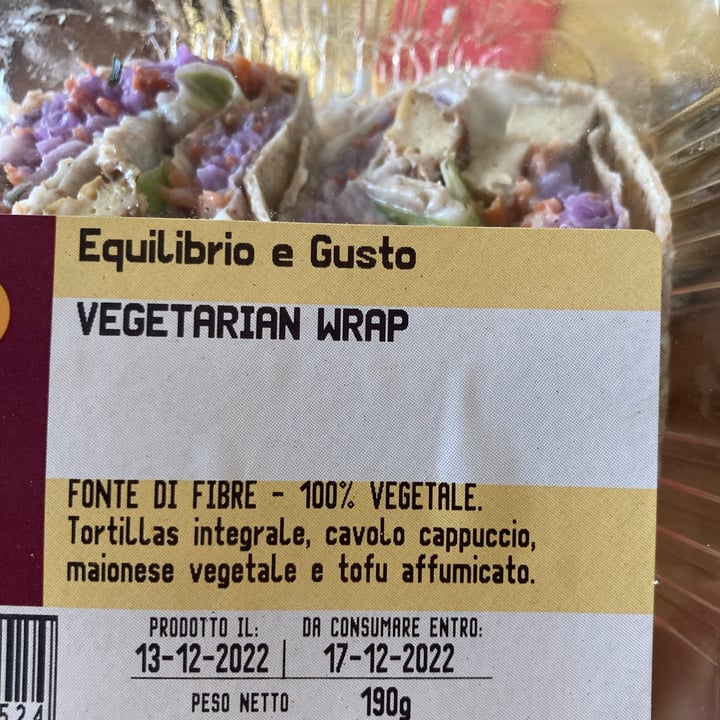 Equilibrio e Gusto
VEGETARIAN WRAP
FONTE DI FIBRE - 100% VEGETALE.
Tortillas integrale, cavolo cappuccio,
maionese vegetale e tofu affumicato.
PRODOTTO IL: DA CONSUMARE ENTRO:
13-12-2022 17-12-2022
PESO NETTO 190g
524